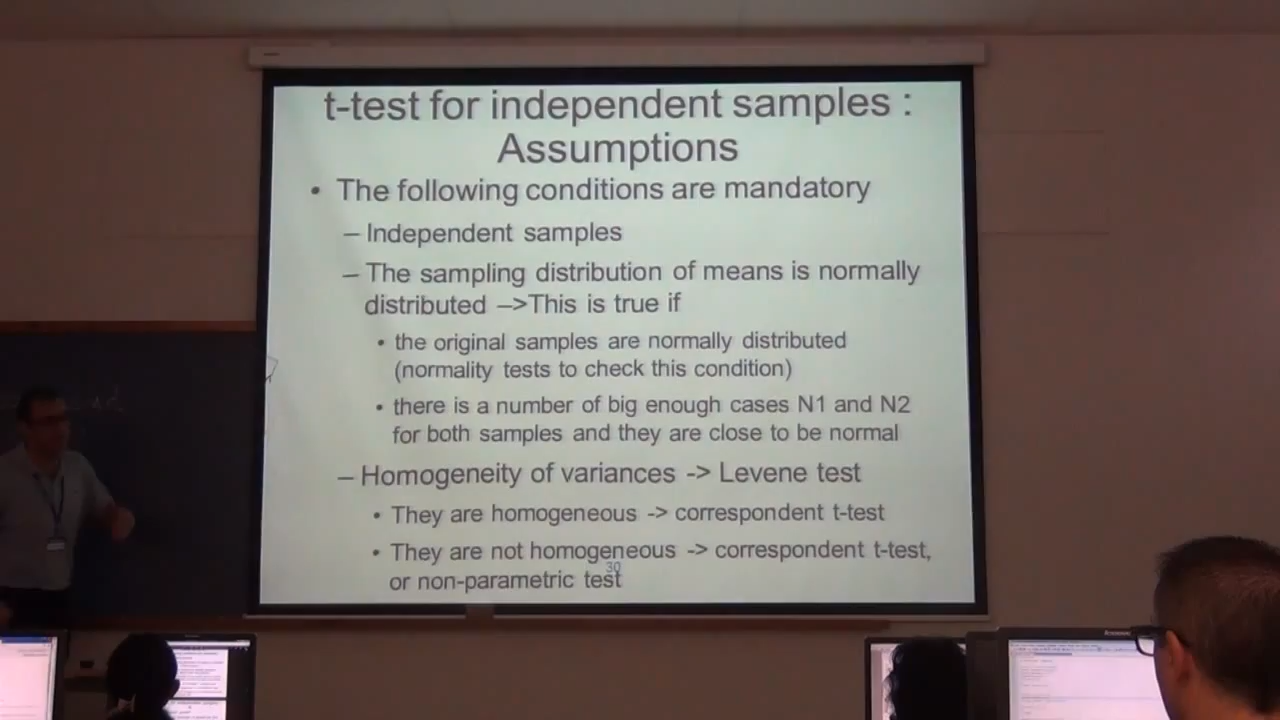 t-test for independent samples :
Assumptions
• The following conditions are mandatory
– Independent samples
– The sampling distribution of means is normally
distributed –>This is true if
• the original samples are normally distributed
(normality tests to check this condition)
• there is a number of big enough cases N1 and N2
for both samples and they are close to be normal
– Homogeneity of variances -> Levene test
• They are homogeneous -> correspondent t-test
• They are not homogeneous -> correspondent t-test,
or non-parametric test
30